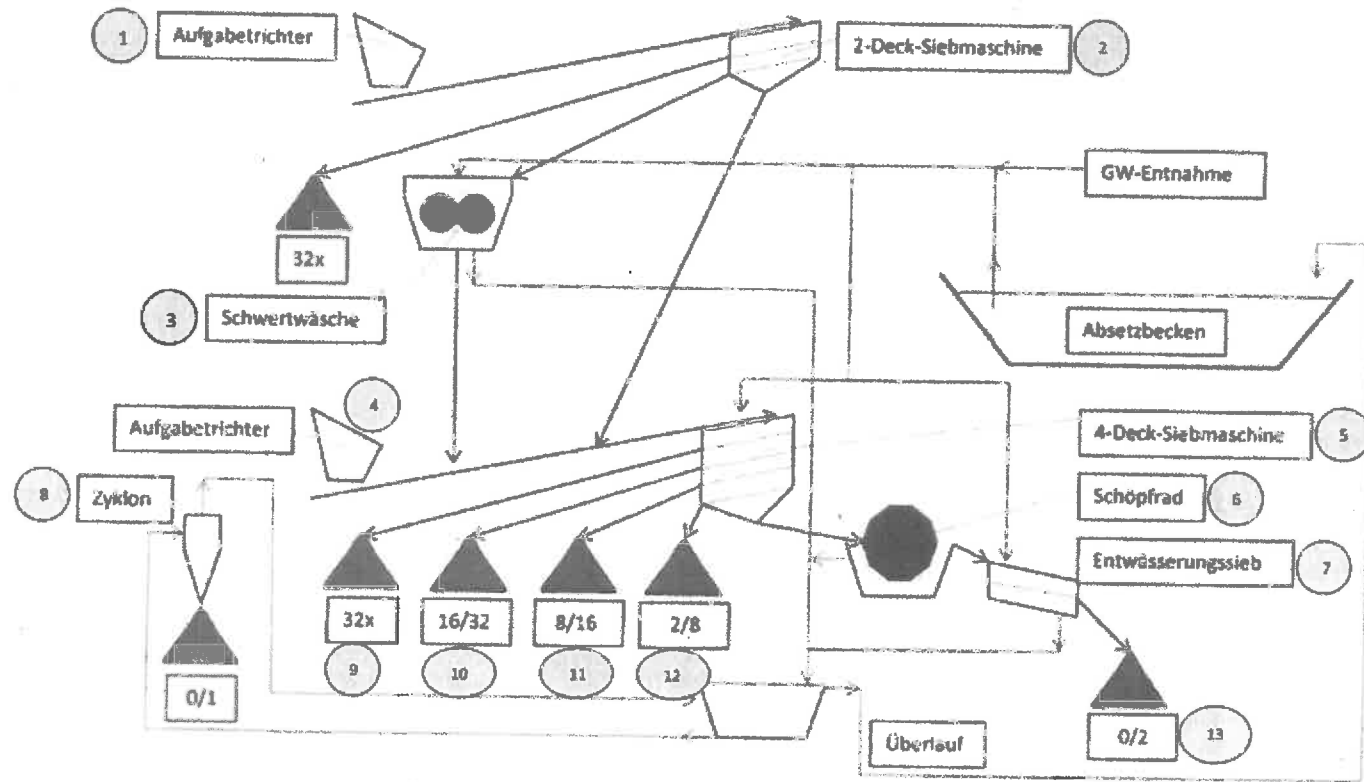 1 Aufgabetrichter
2-Deck-Siebmaschine 2
GW-Entnahme
32x
3 Schwertwäsche
Absetzbecken
4
Aufgabetrichter
4-Deck-Siebmaschine 5
8 Zyklon
Schöpfrad 6
Entwässerungssieb 7
32x 16/32 8/16 2/8
9 10 11 12
0/1
Überlauf
0/2 13